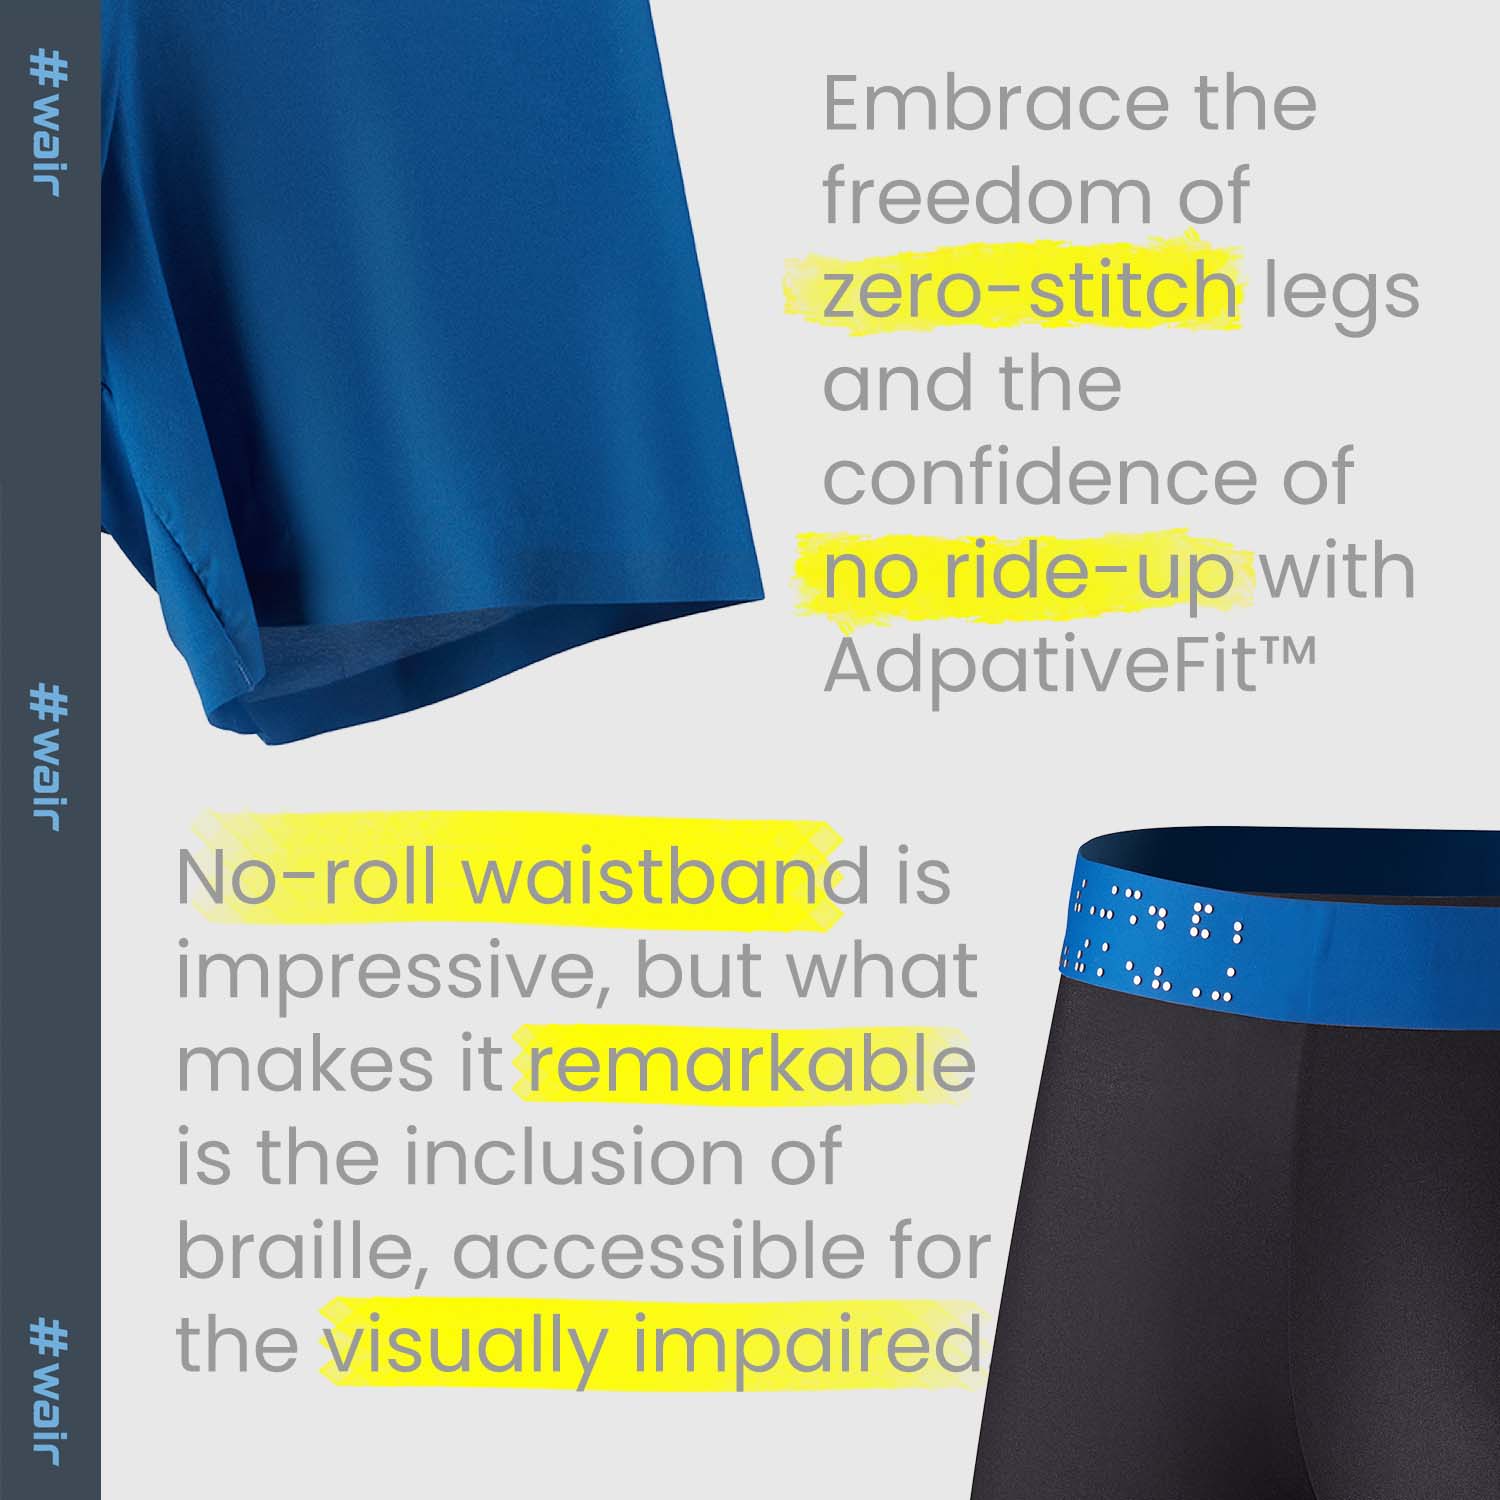 #wair
#wair
#wair
Embrace the
freedom of
zero-stitch legs
and the
confidence of
no ride-up with
AdpativeFit™
No-roll waistband is
impressive, but what
makes it remarkable
is the inclusion of
braille, accessible for
the visually impaired.